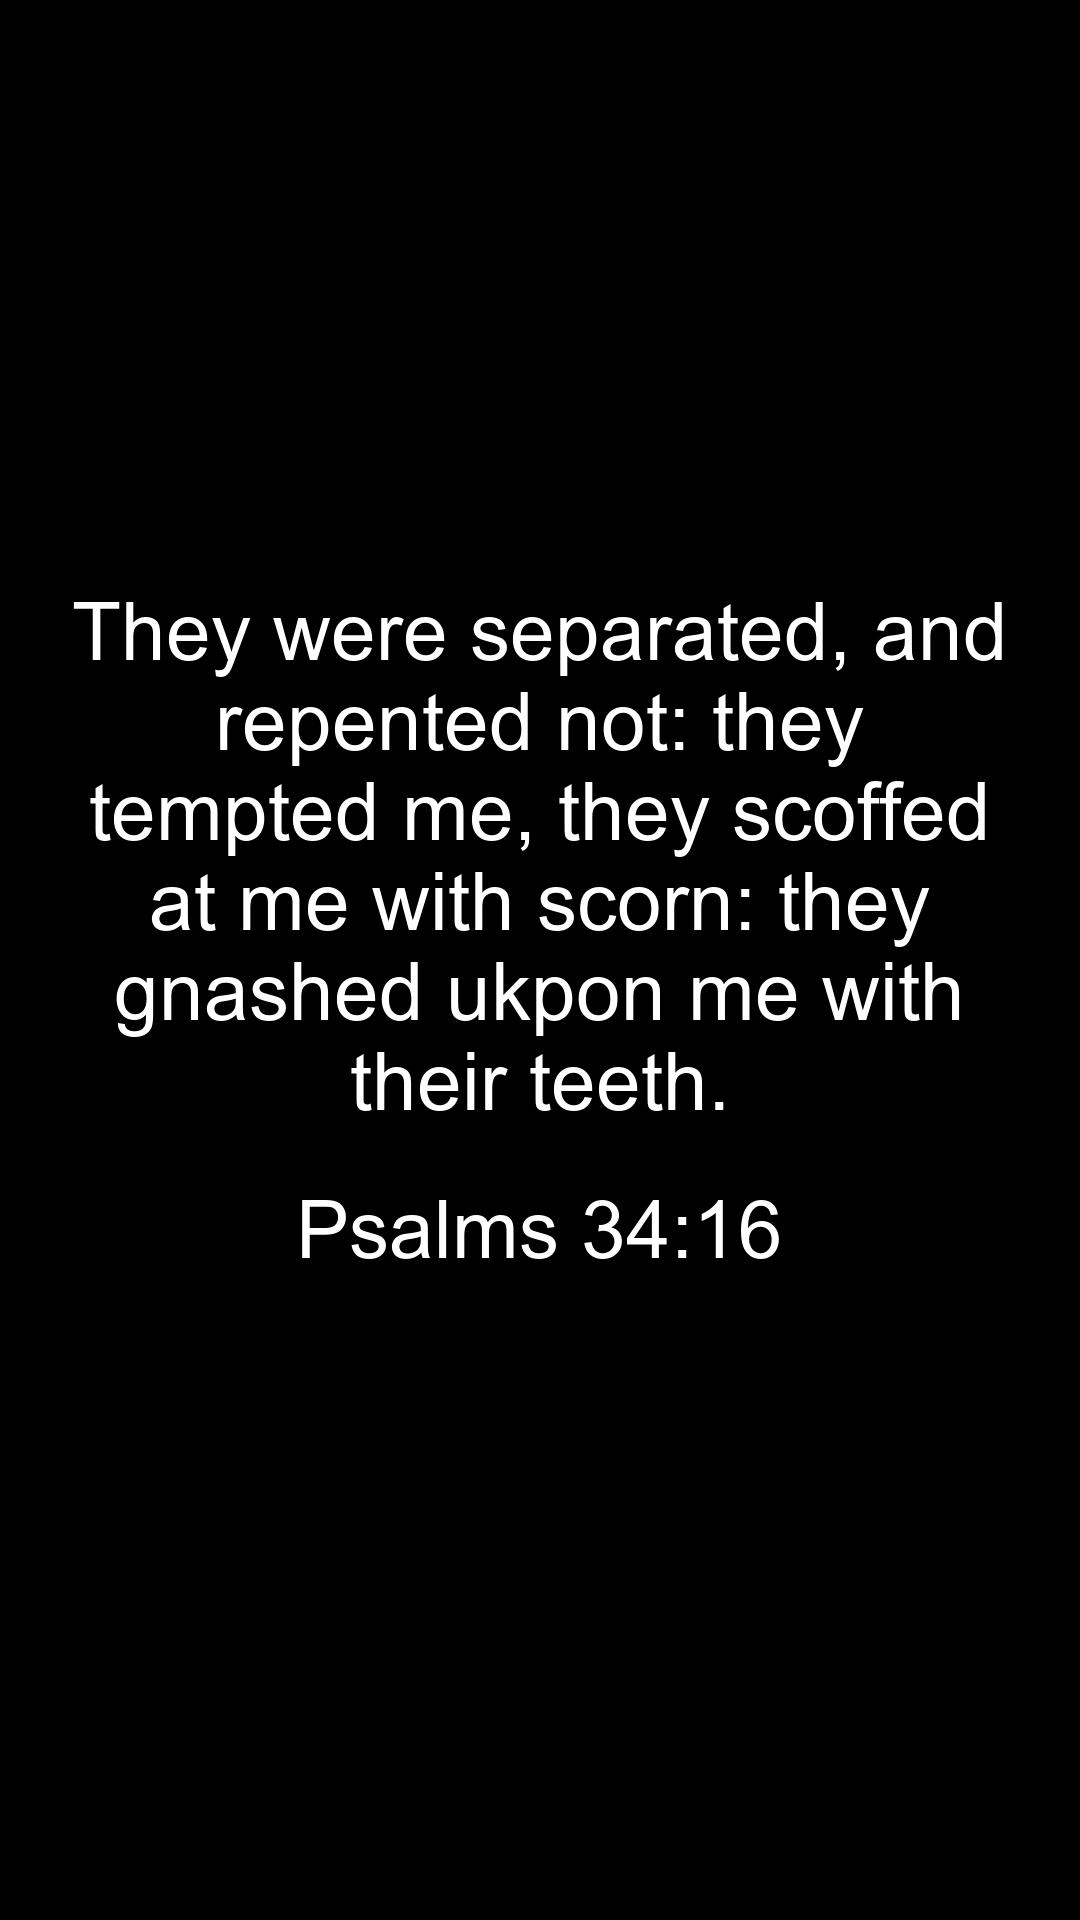 They were separated, and
repented not: they
tempted me, they scoffed
at me with scorn: they
gnashed ukpon me with
their teeth.
Psalms 34:16